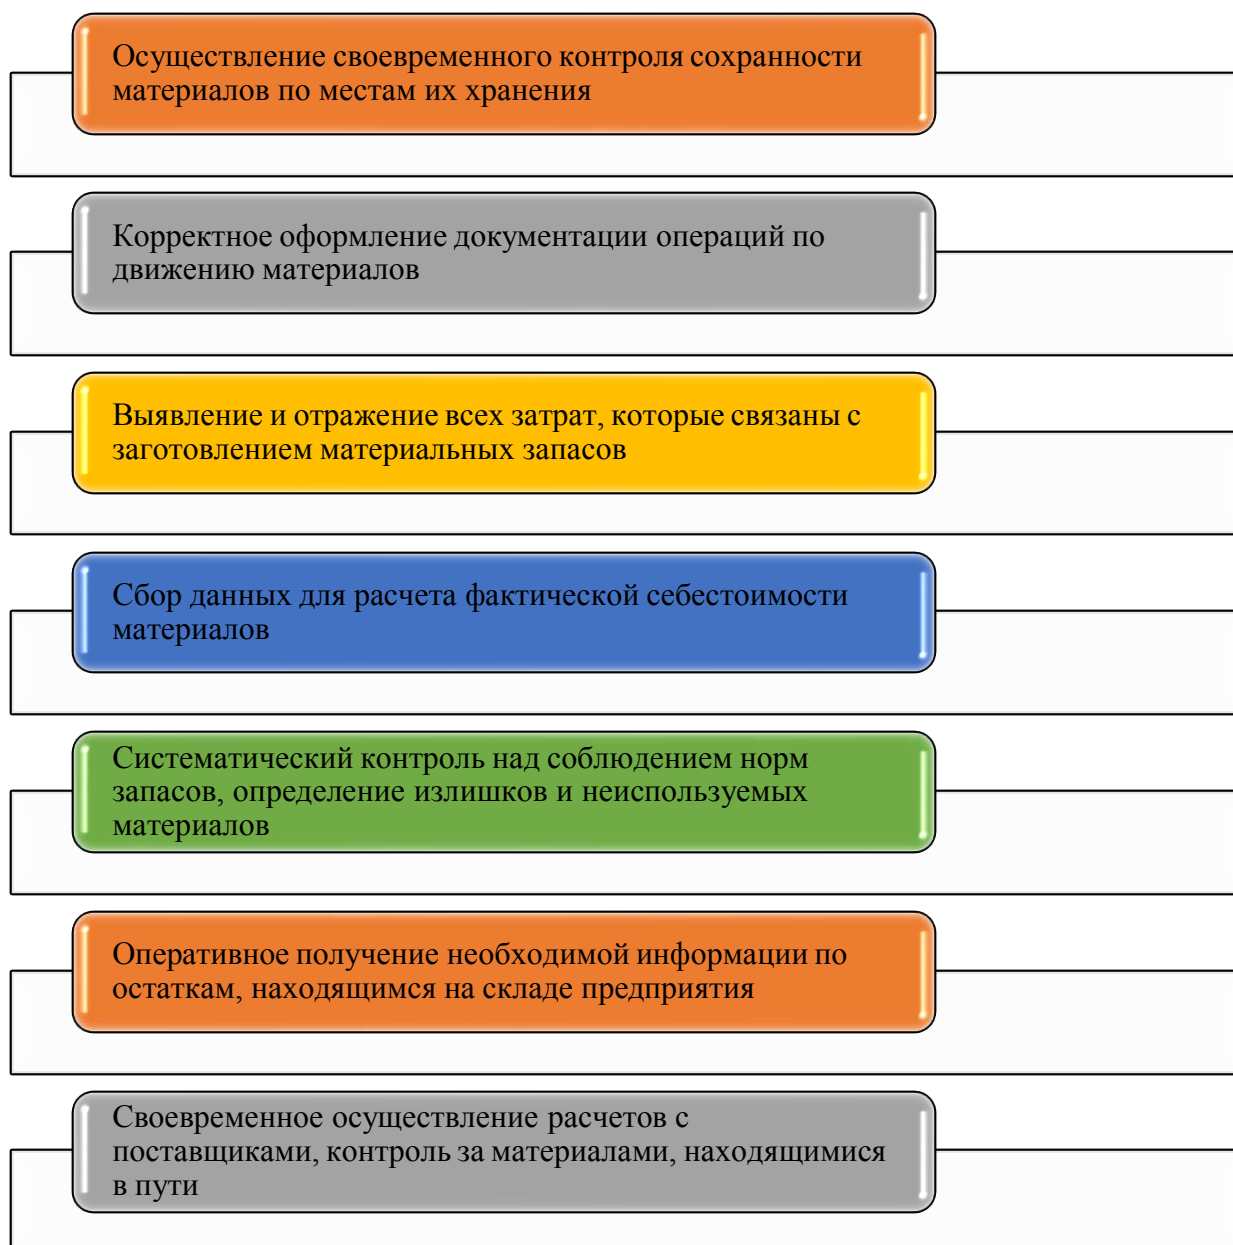 Осуществление своевременного контроля сохранности
материалов по местам их хранения
Корректное оформление документации операций по
движению материалов
Выявление и отражение всех затрат, которые связаны с
заготовлением материальных запасов
Сбор данных для расчета фактической себестоимости
материалов
Систематический контроль над соблюдением норм
запасов, определение излишков и неиспользуемых
материалов
Оперативное получение необходимой информации по
остаткам, находящимся на складе предприятия
Своевременное осуществление расчетов с
поставщиками, контроль за материалами, находящимися
в пути